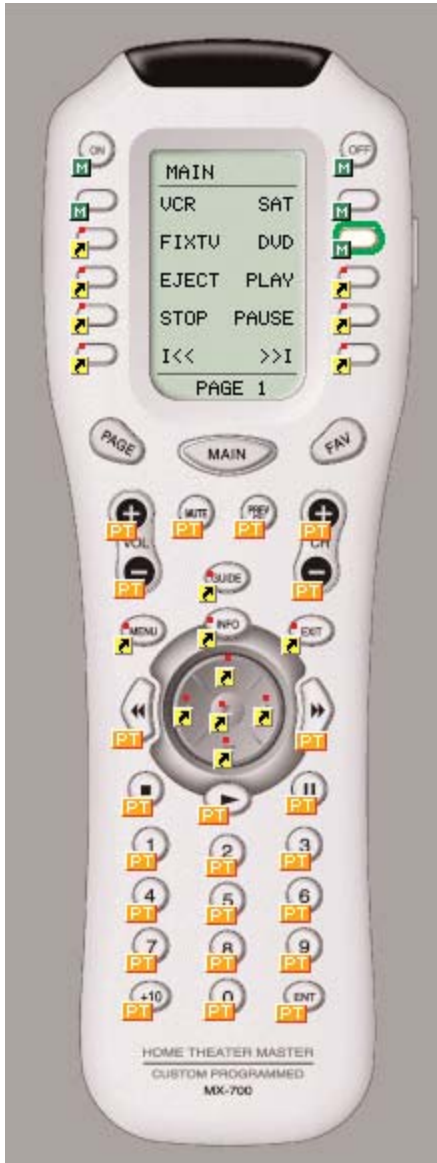 ON OFF
M M
MAIN
VCR SAT
M M
FIXTV DVD
M
EJECT PLAY
STOP PAUSE
I<< >>I
PAGE 1
PAGE MAIN FAV
MUTE PREV
PT PT PT PT
VOL CH
PT PT
GUIDE
MENU INFO EXIT
PT PT
PT PT PT
1 2 3
PT PT PT
4 5 6
PT PT PT
7 8 9
PT PT PT
+10 0 ENT
PT PT PT
HOME THEATER MASTER
CUSTOM PROGRAMMED
MX-700